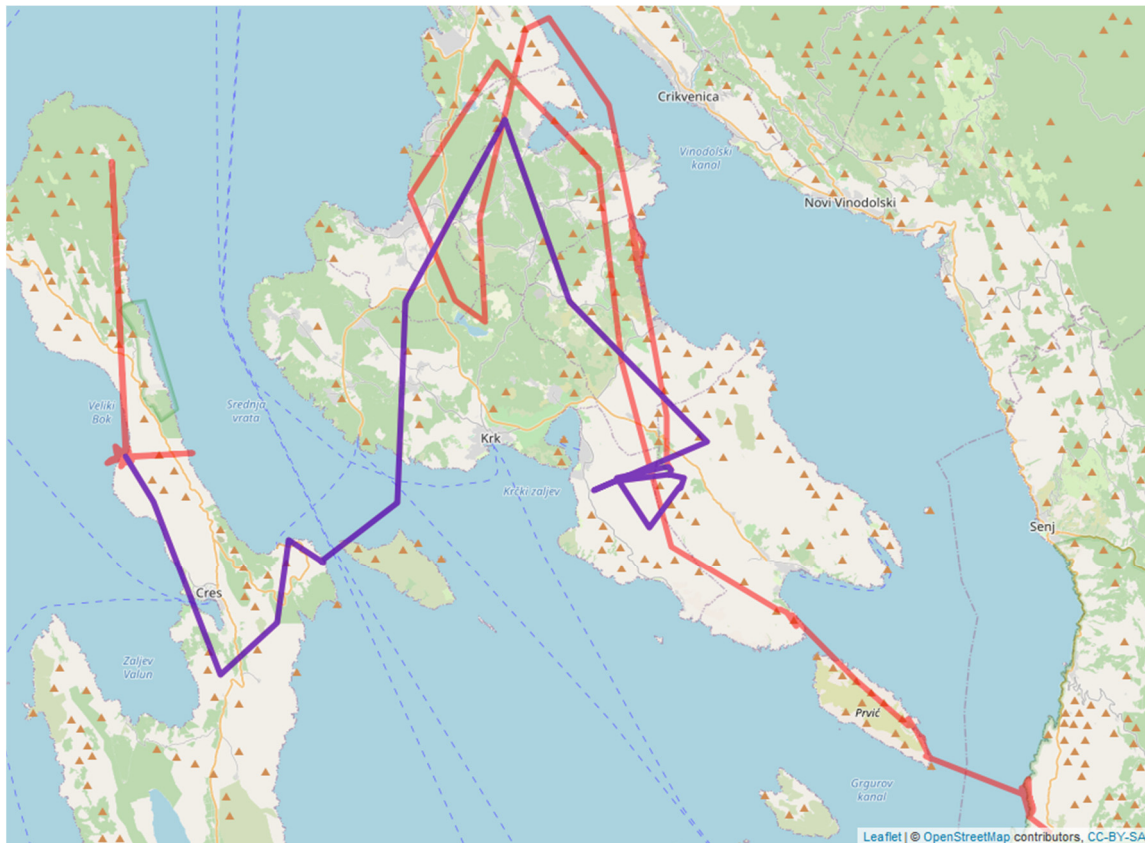 Crikvenica
Vinodolski
kanal
Novi Vinodolski
Veliki
Bok
Srednja
vrata
Krk
Krčki zaljev
Senj
Cres
Zaljev
Valun
Prvić
Grgurov
kanal
Leaflet | © OpenStreetMap contributors, CC-BY-SA